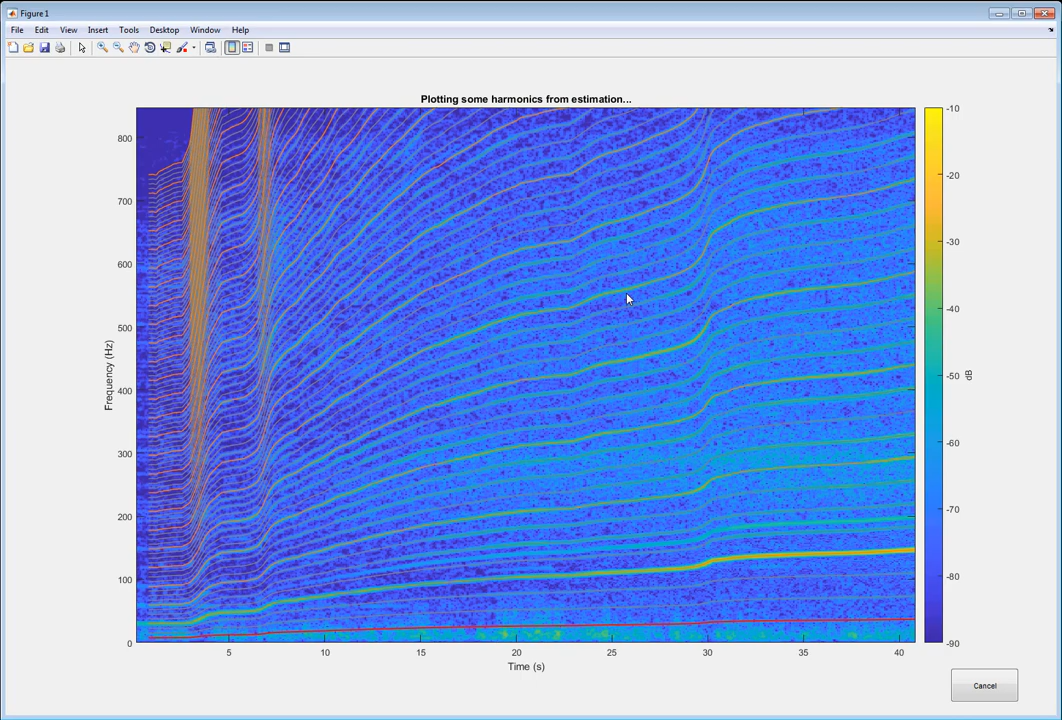 Figure 1
File Edit View Insert Tools Desktop Window Help
Plotting some harmonics from estimation...
800
700
600
500
400
300
200
100
0
Frequency (Hz)
5 10 15 20 25 30 35 40
Time (s)
-10
-20
-30
-40
-50
-60
-70
-80
-90
dB
Cancel